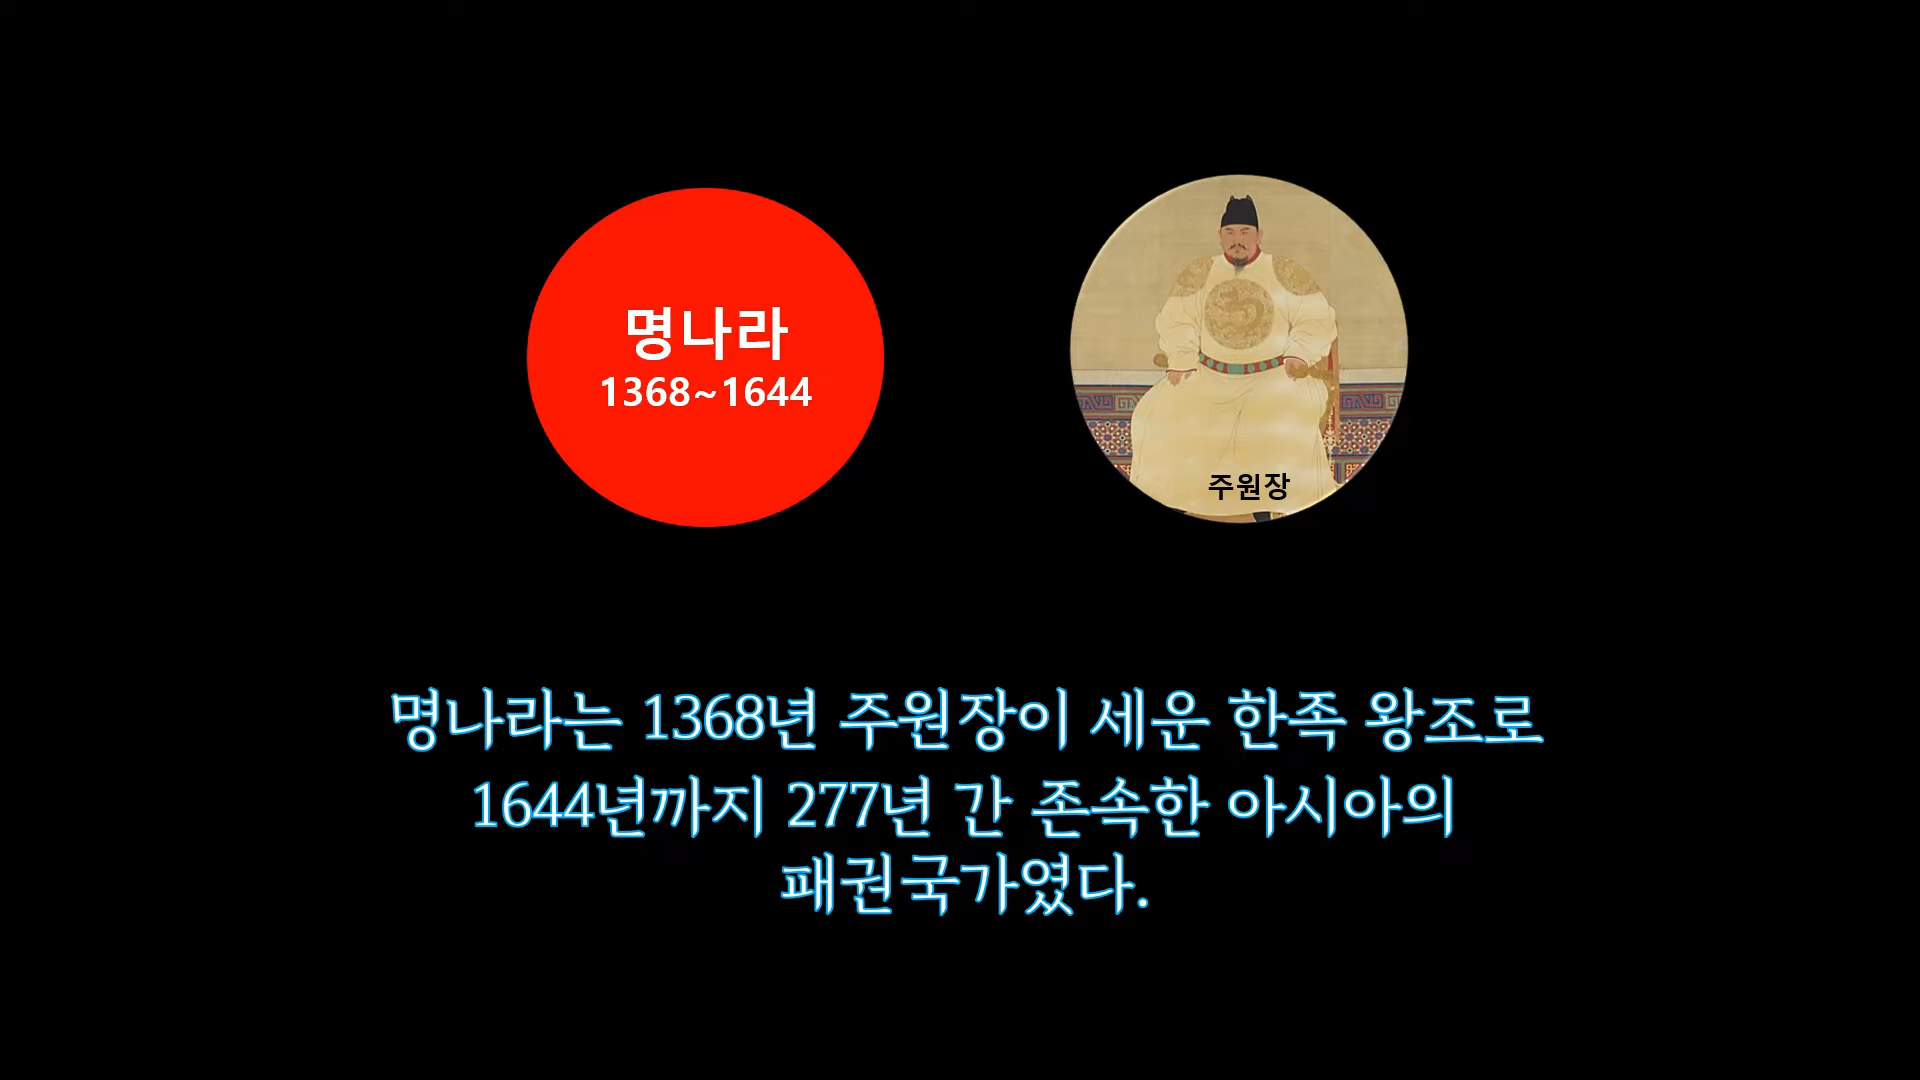 명나라
1368~1644
주원장
명나라는 1368년 주원장이 세운 한족 왕조로
1644년까지 277년 간 존속한 아시아의
패권국가였다.